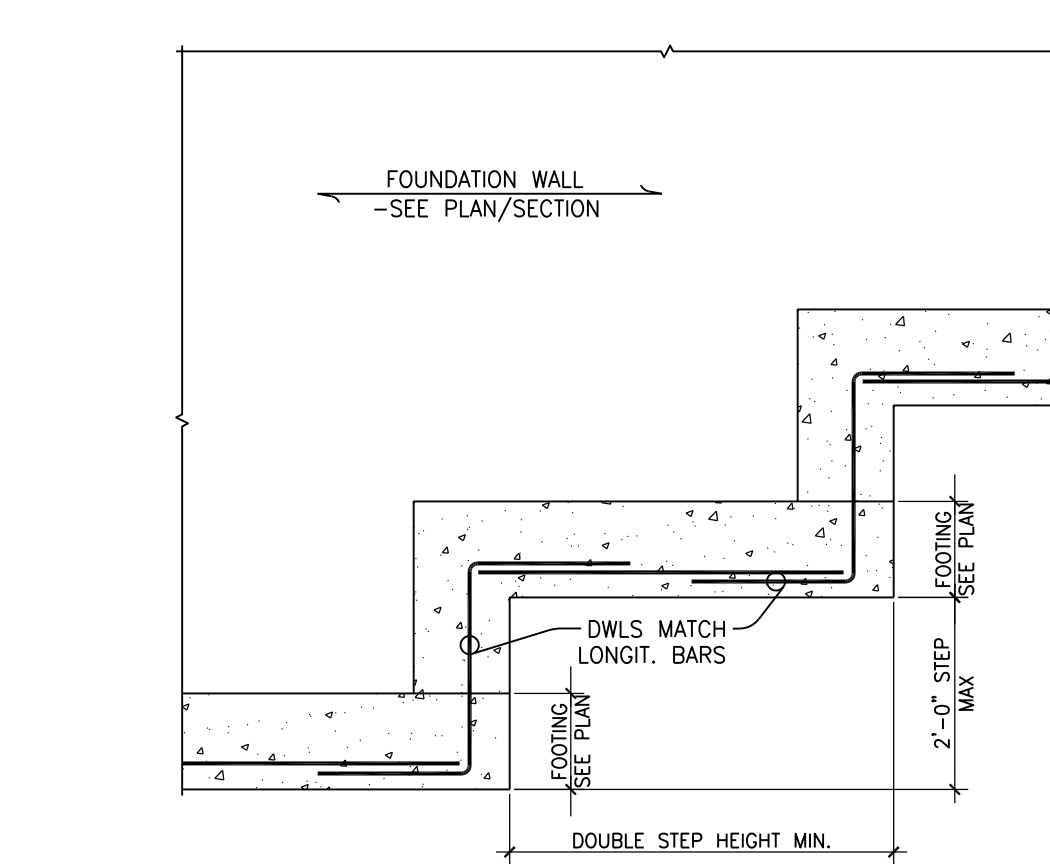 FOUNDATION WALL
-SEE PLAN/SECTION
FOOTING
SEE PLAN
DWLS MATCH
LONGIT. BARS
2'-0" STEP
MAX
FOOTING
SEE PLAN
DOUBLE STEP HEIGHT MIN.